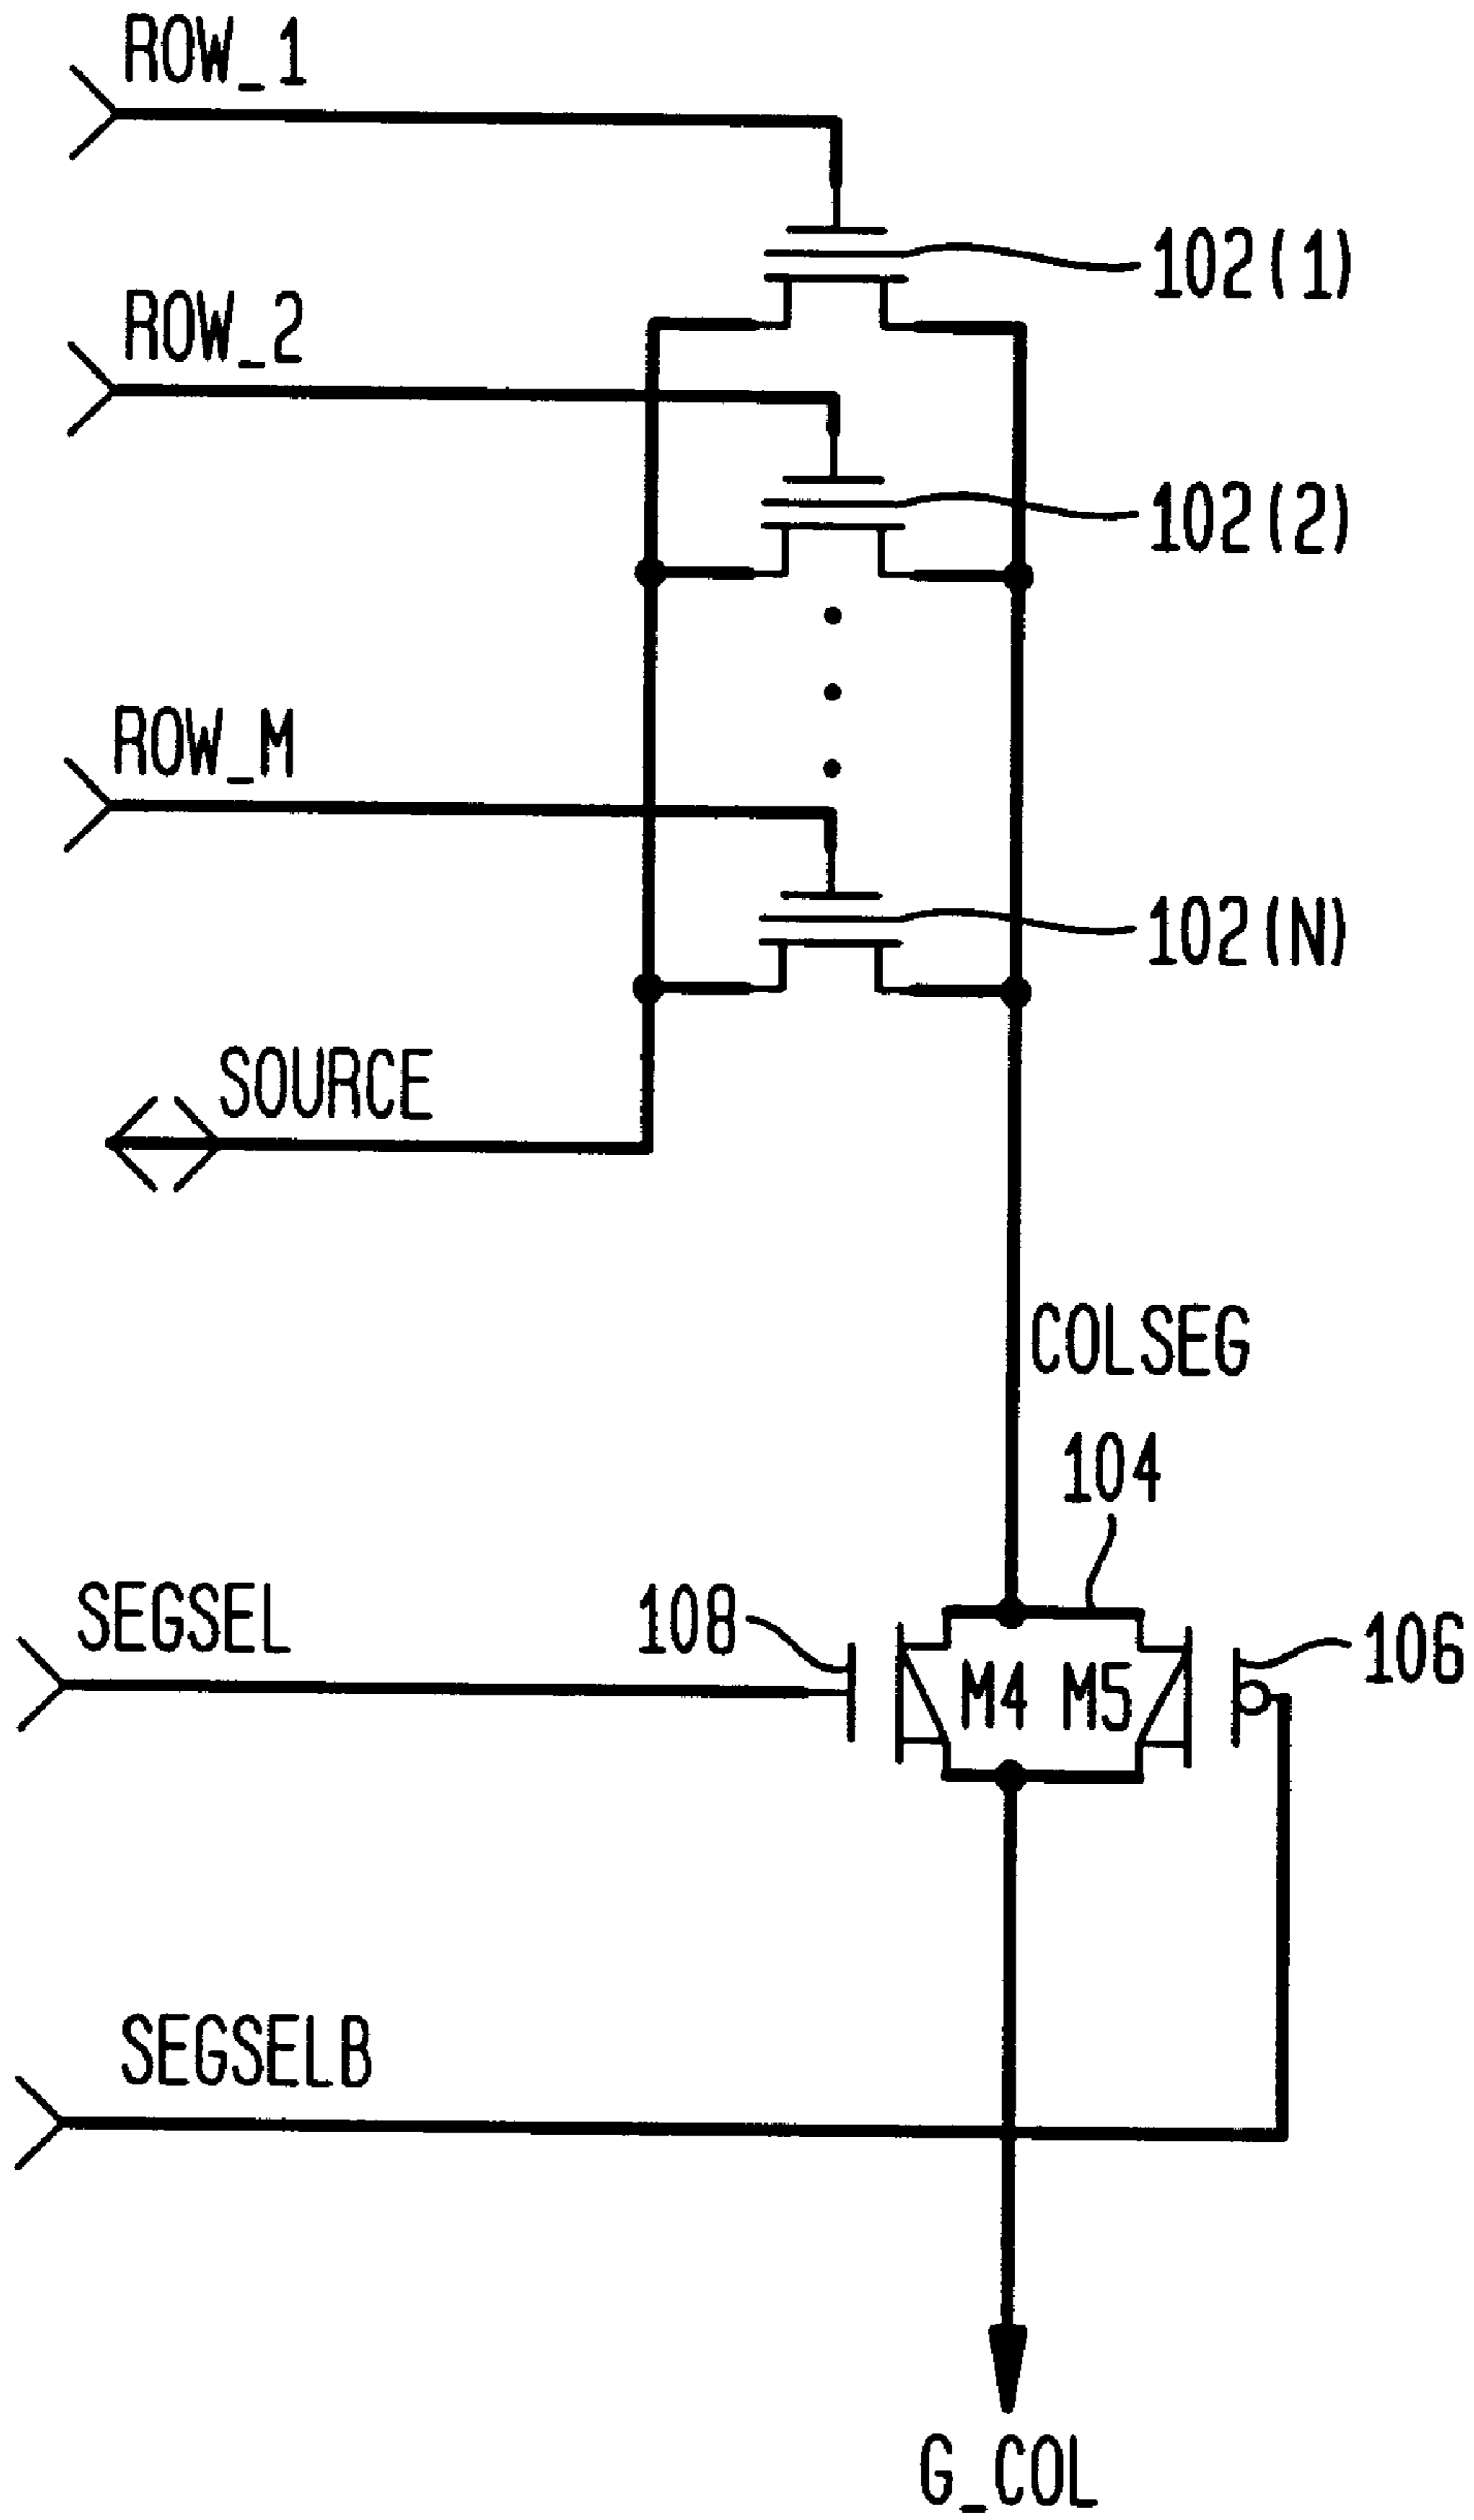 ROW_1
102(1)
ROW_2
102(2)
ROW_M
102(N)
SOURCE
COLSEG
104
SEGSEL
108
M4 M5
106
SEGSELB
G_COL